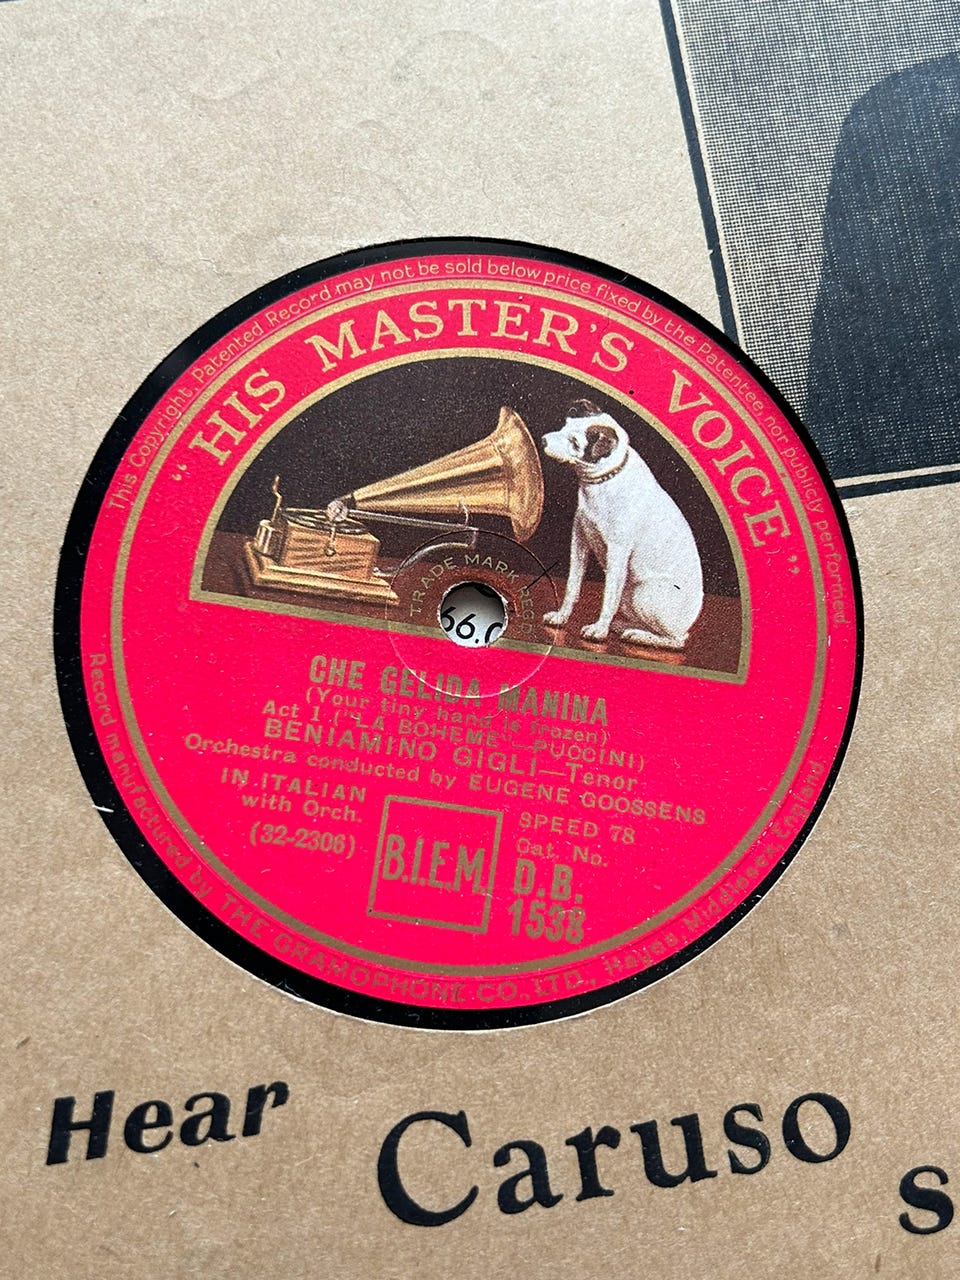 This Copyright, Patented Record may not be sold below price fixed by the Patentee, nor publicly performed
"HIS MASTER'S VOICE"
TRADE MARK REGD
66.0
CHE GELIDA MANINA
(Your tiny hand is frozen)
Act 1 ("LA BOHEME"—PUCCINI)
BENIAMINO GIGLI—Tenor
Orchestra conducted by EUGENE GOOSSENS
IN ITALIAN
with Orch.
(32-2306)
B.I.E.M.
SPEED 78
Cat. No.
D.B.
1538
Record manufactured by THE GRAMOPHONE CO., LTD., Hayes, Middlesex, England.
Hear Caruso s